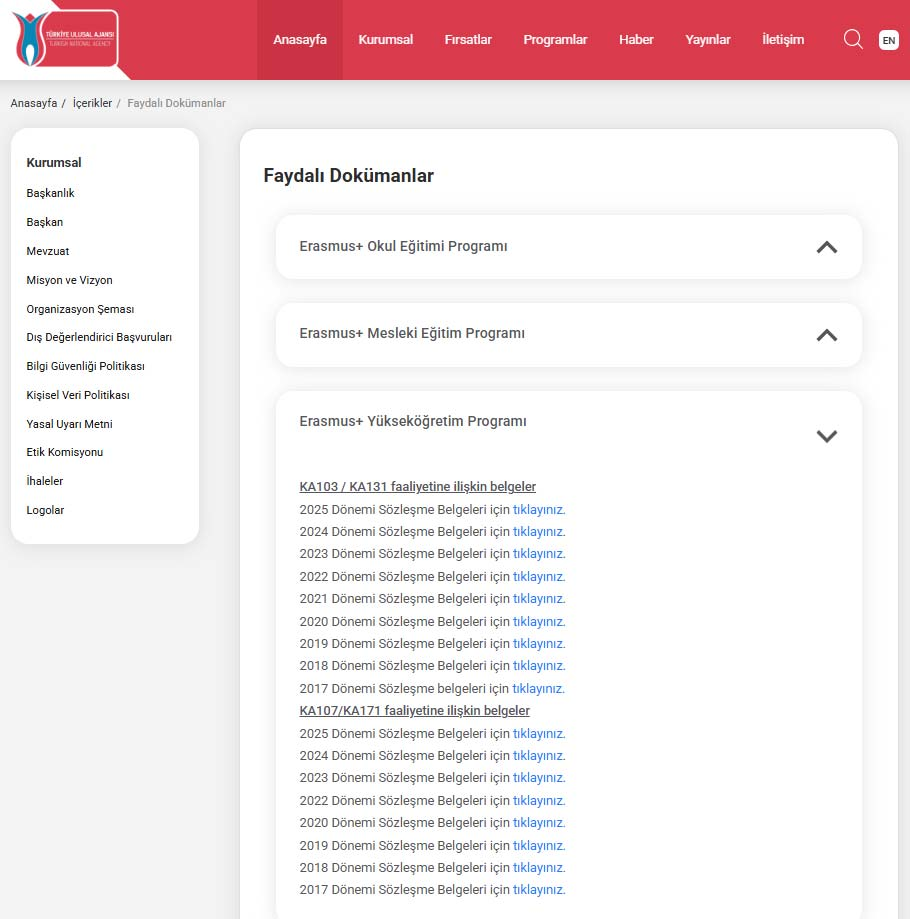 TÜRKİYE ULUSAL AJANSI
TURKISH NATIONAL AGENCY
Anasayfa Kurumsal Fırsatlar Programlar Haber Yayınlar İletişim EN
Anasayfa / İçerikler / Faydalı Dokümanlar
Kurumsal
Başkanlık
Başkan
Mevzuat
Misyon ve Vizyon
Organizasyon Şeması
Dış Değerlendirici Başvuruları
Bilgi Güvenliği Politikası
Kişisel Veri Politikası
Yasal Uyarı Metni
Etik Komisyonu
İhaleler
Logolar
Faydalı Dokümanlar
Erasmus+ Okul Eğitimi Programı
Erasmus+ Mesleki Eğitim Programı
Erasmus+ Yükseköğretim Programı
KA103 / KA131 faaliyetine ilişkin belgeler
2025 Dönemi Sözleşme Belgeleri için tıklayınız.
2024 Dönemi Sözleşme Belgeleri için tıklayınız.
2023 Dönemi Sözleşme Belgeleri için tıklayınız.
2022 Dönemi Sözleşme Belgeleri için tıklayınız.
2021 Dönemi Sözleşme Belgeleri için tıklayınız.
2020 Dönemi Sözleşme Belgeleri için tıklayınız.
2019 Dönemi Sözleşme Belgeleri için tıklayınız.
2018 Dönemi Sözleşme Belgeleri için tıklayınız.
2017 Dönemi Sözleşme belgeleri için tıklayınız.
KA107/KA171 faaliyetine ilişkin belgeler
2025 Dönemi Sözleşme Belgeleri için tıklayınız.
2024 Dönemi Sözleşme Belgeleri için tıklayınız.
2023 Dönemi Sözleşme Belgeleri için tıklayınız.
2022 Dönemi Sözleşme Belgeleri için tıklayınız.
2020 Dönemi Sözleşme Belgeleri için tıklayınız.
2019 Dönemi Sözleşme Belgeleri için tıklayınız.
2018 Dönemi Sözleşme Belgeleri için tıklayınız.
2017 Dönemi Sözleşme Belgeleri için tıklayınız.